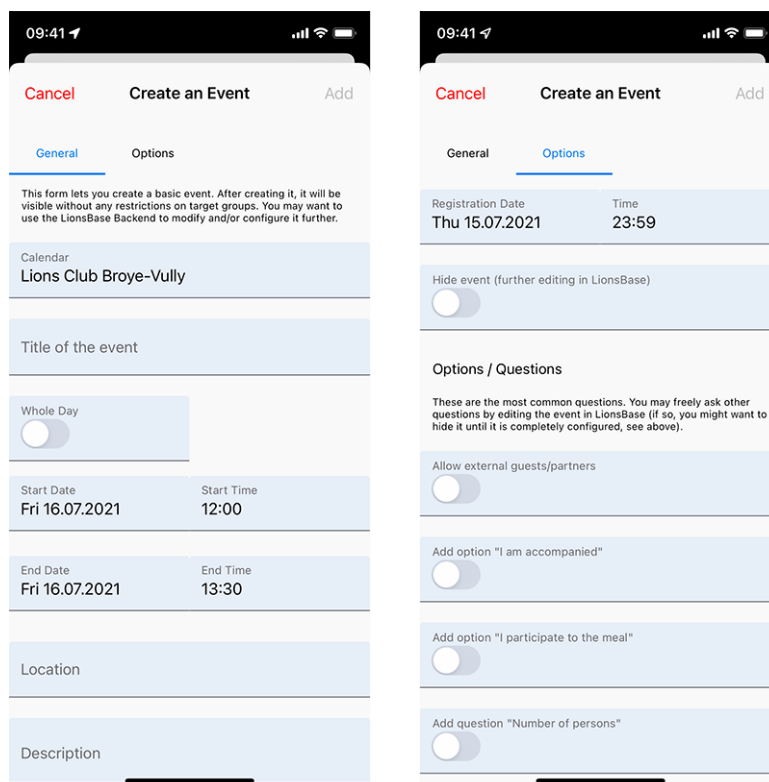 09:41
Cancel Create an Event Add
General Options
This form lets you create a basic event. After creating it, it will be
visible without any restrictions on target groups. You may want to
use the LionsBase Backend to modify and/or configure it further.
Calendar
Lions Club Broye-Vully
Title of the event
Whole Day
Start Date Start Time
Fri 16.07.2021 12:00
End Date End Time
Fri 16.07.2021 13:30
Location
Description
09:41
Cancel Create an Event Add
General Options
Registration Date Time
Thu 15.07.2021 23:59
Hide event (further editing in LionsBase)
Options / Questions
These are the most common questions. You may freely ask other
questions by editing the event in LionsBase (if so, you might want to
hide it until it is completely configured, see above).
Allow external guests/partners
Add option "I am accompanied"
Add option "I participate to the meal"
Add question "Number of persons"